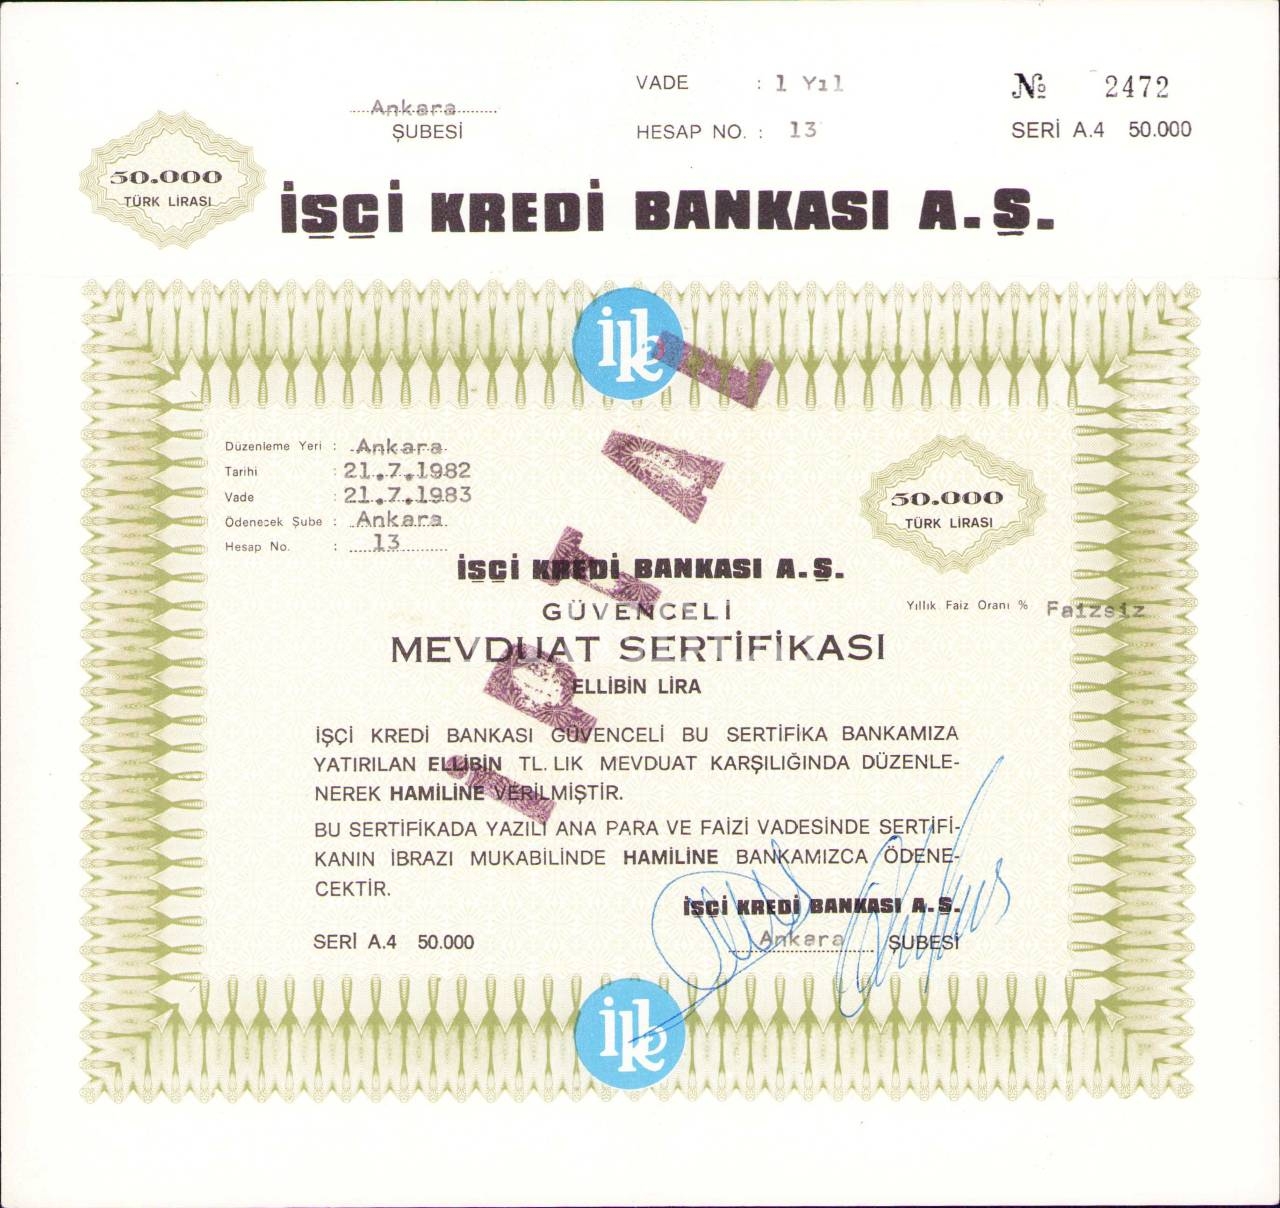 Ankara
ŞUBESİ
VADE : 1 Yıl
HESAP NO. : 13
№ 2472
SERİ A.4 50.000
50.000
TÜRK LİRASI
İŞÇİ KREDİ BANKASI A.Ş.
ikb
Düzenleme Yeri : Ankara
Tarihi : 21.7.1982
Vade : 21.7.1983
Ödenecek Şube : Ankara
Hesap No. : 13
50.000
TÜRK LİRASI
İŞÇİ KREDİ BANKASI A.Ş.
GÜVENCELİ
Yıllık Faiz Oranı % Faizsiz
MEVDUAT SERTİFİKASI
ELLİBİN LİRA
İŞÇİ KREDİ BANKASI GÜVENCELİ BU SERTİFİKA BANKAMIZA
YATIRILAN ELLİBİN TL. LIK MEVDUAT KARŞILIĞINDA DÜZENLE-
NEREK HAMİLİNE VERİLMİŞTİR.
BU SERTİFİKADA YAZILI ANA PARA VE FAİZİ VADESİNDE SERTİFİ-
KANIN İBRAZI MUKABİLİNDE HAMİLİNE BANKAMIZCA ÖDENE-
CEKTİR.
İŞÇİ KREDİ BANKASI A.Ş.
Ankara ŞUBESİ
SERİ A.4 50.000
ikb
İPTAL